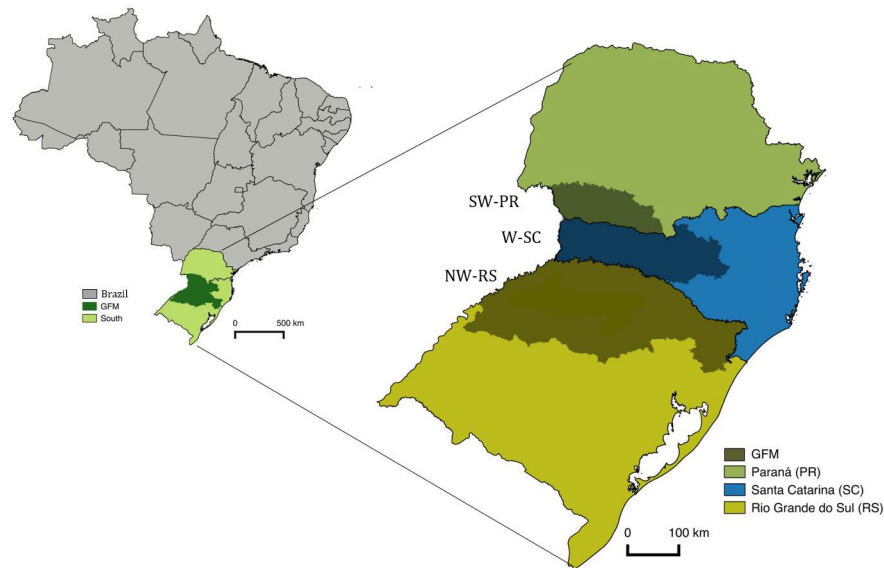 Brazil
GFM
South
0 500 km
SW-PR
W-SC
NW-RS
GFM
Paraná (PR)
Santa Catarina (SC)
Rio Grande do Sul (RS)
0 100 km